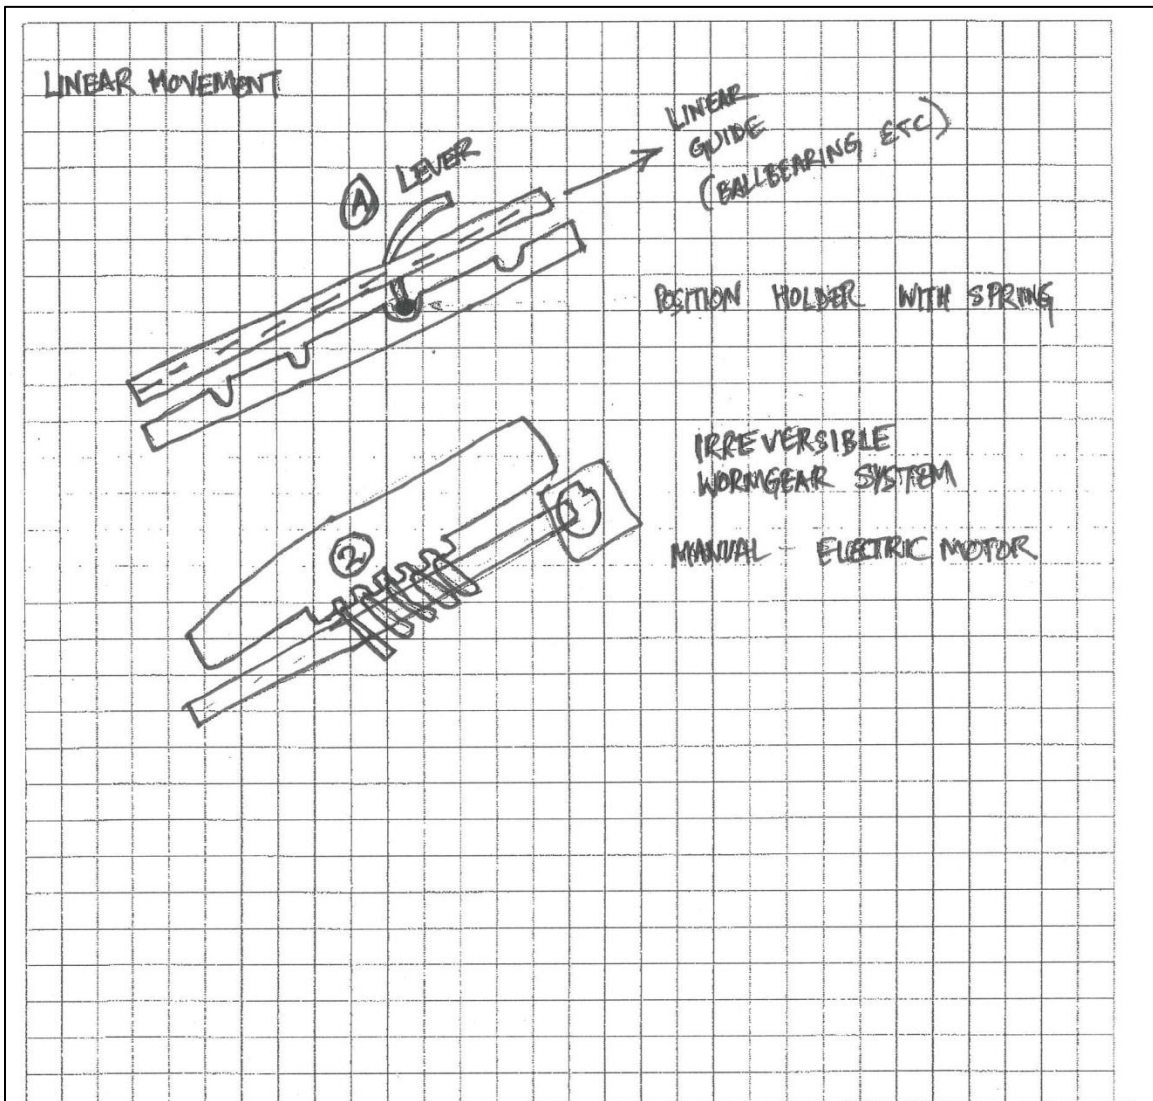 LINEAR MOVEMENT
Ⓐ LEVER
LINEAR
GUIDE
(BALLBEARING ETC)
POSITION HOLDER WITH SPRING
②
IRREVERSIBLE
WORMGEAR SYSTEM
MANUAL - ELECTRIC MOTOR